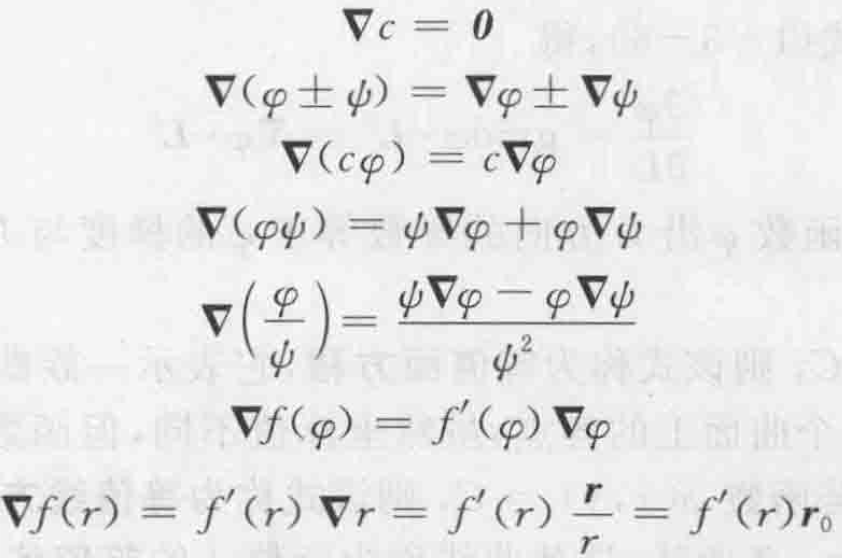 ∇c = 0
∇(φ ± ψ) = ∇φ ± ∇ψ
∇(cφ) = c∇φ
∇(φψ) = ψ∇φ + φ∇ψ
∇(φ/ψ) = (ψ∇φ − φ∇ψ)/ψ²
∇f(φ) = f′(φ) ∇φ
∇f(r) = f′(r) ∇r = f′(r) r/r = f′(r)r₀